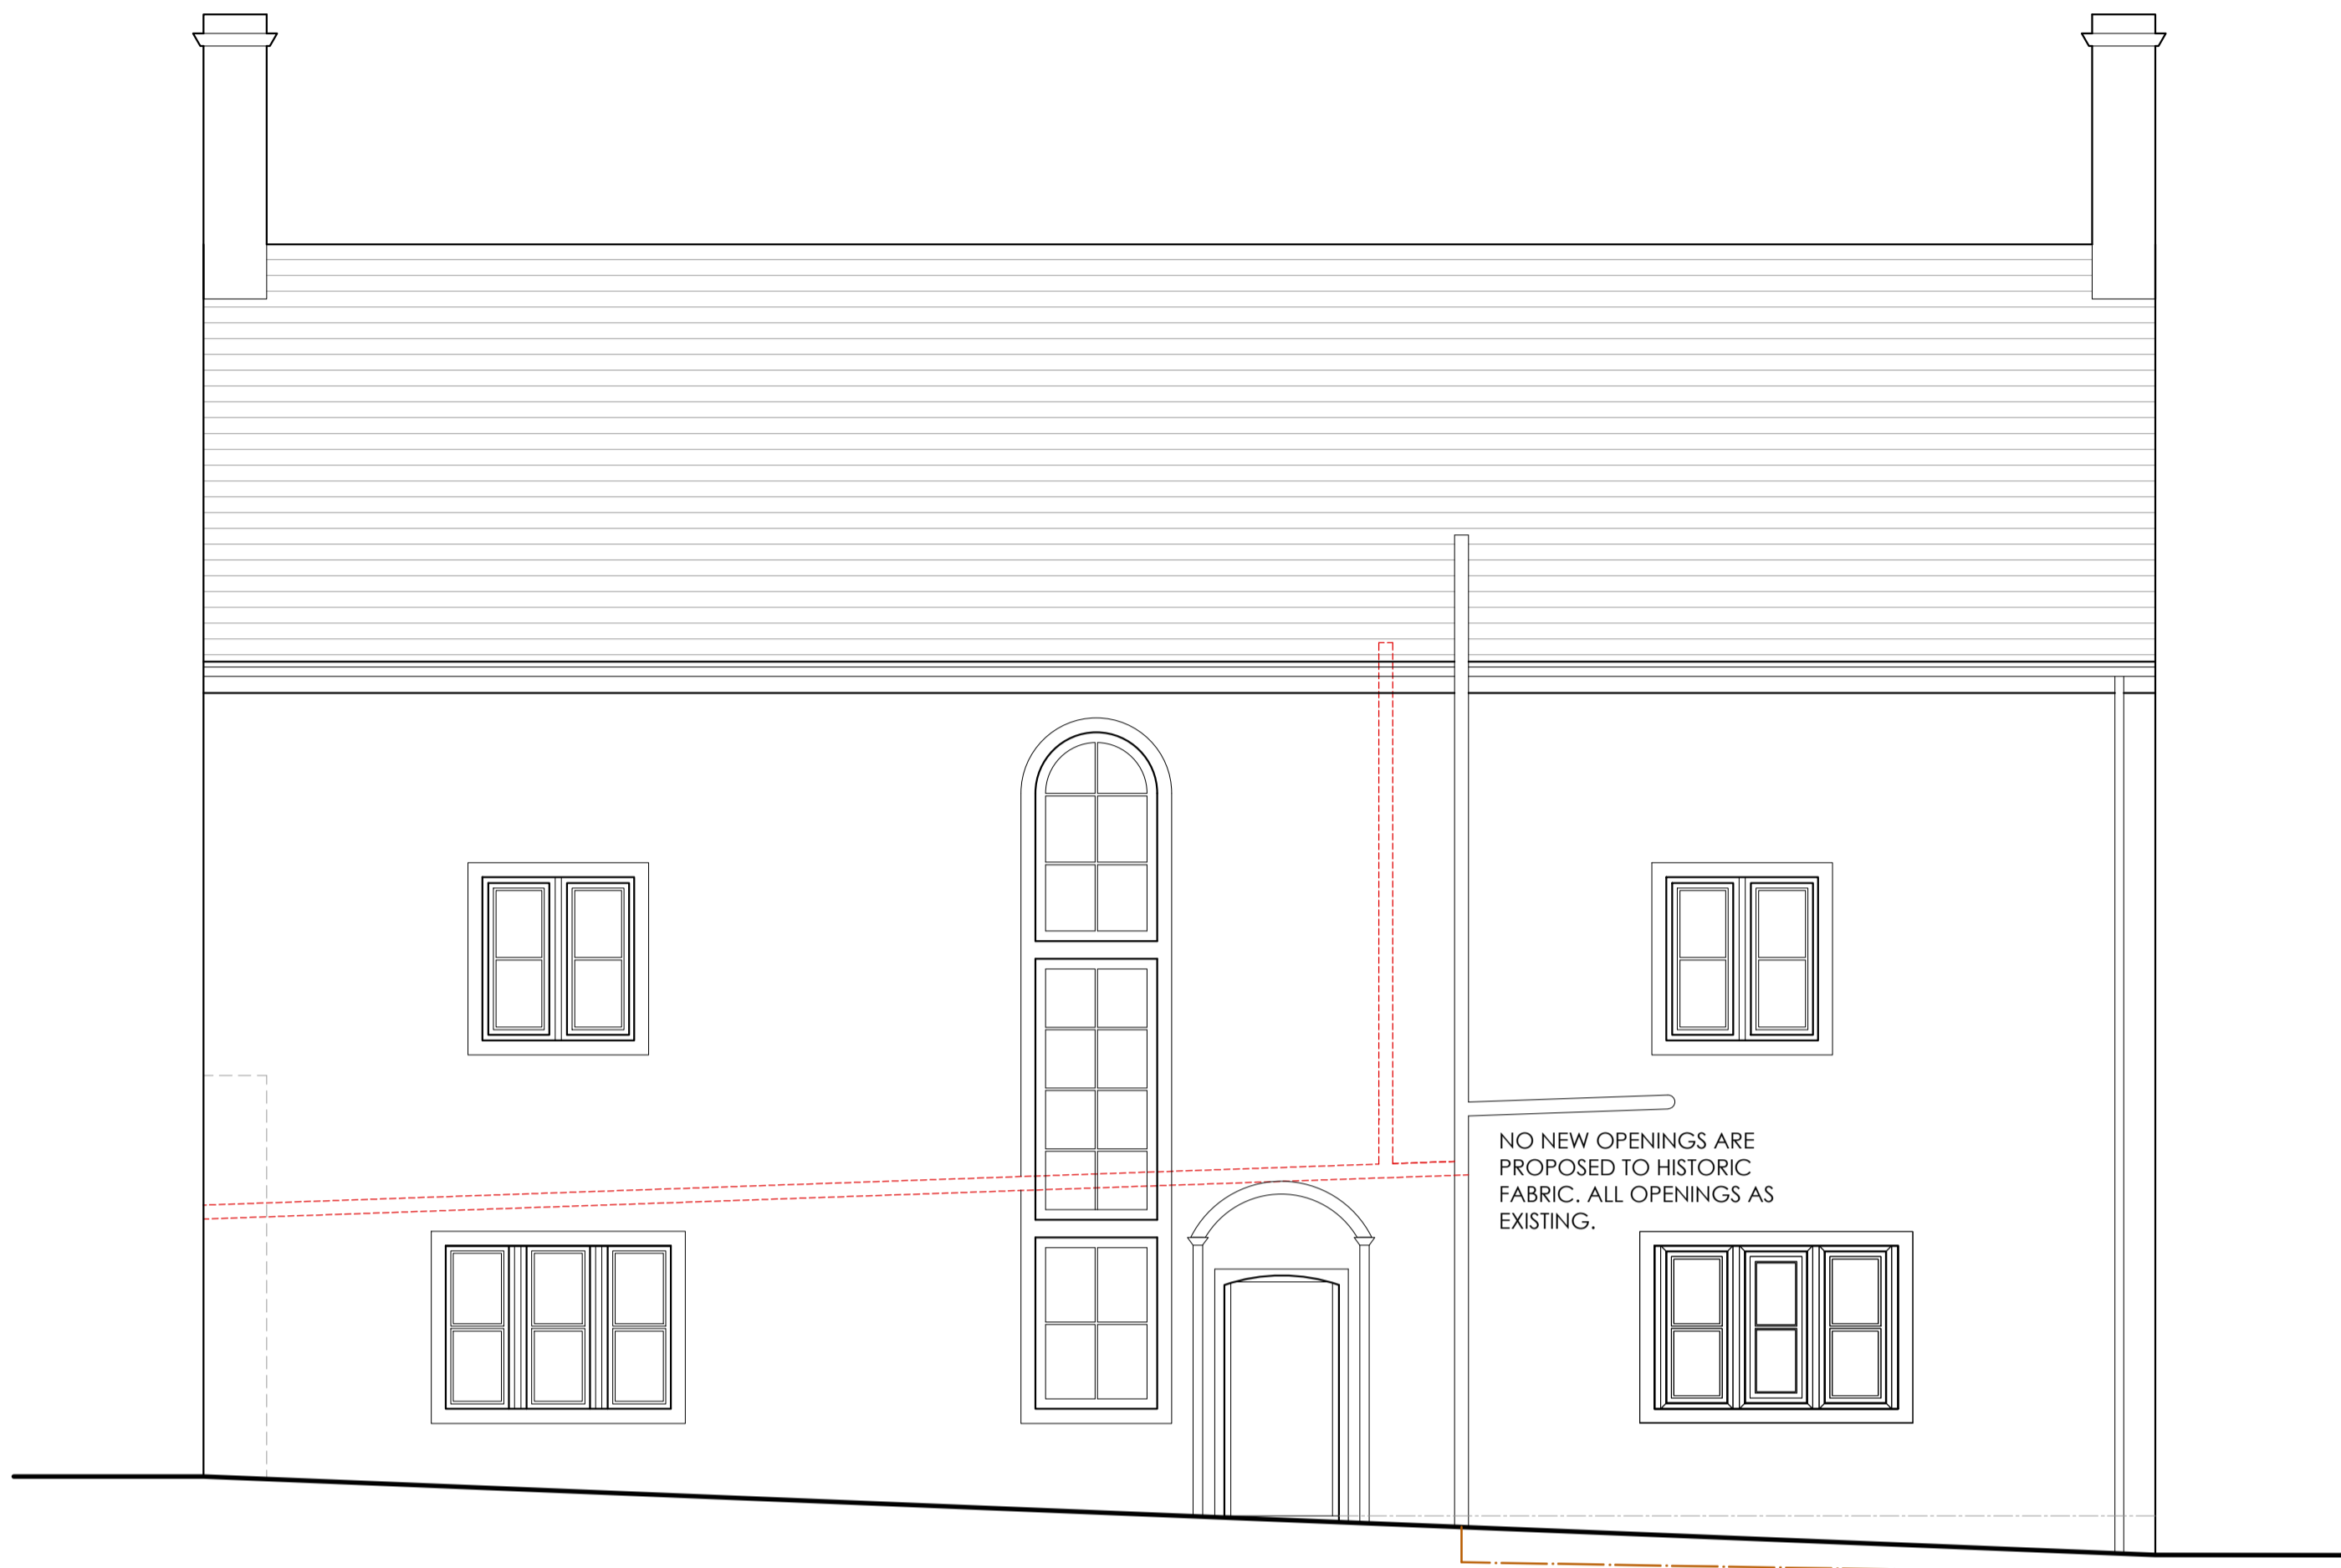 NO NEW OPENINGS ARE
PROPOSED TO HISTORIC
FABRIC. ALL OPENINGS AS
EXISTING.